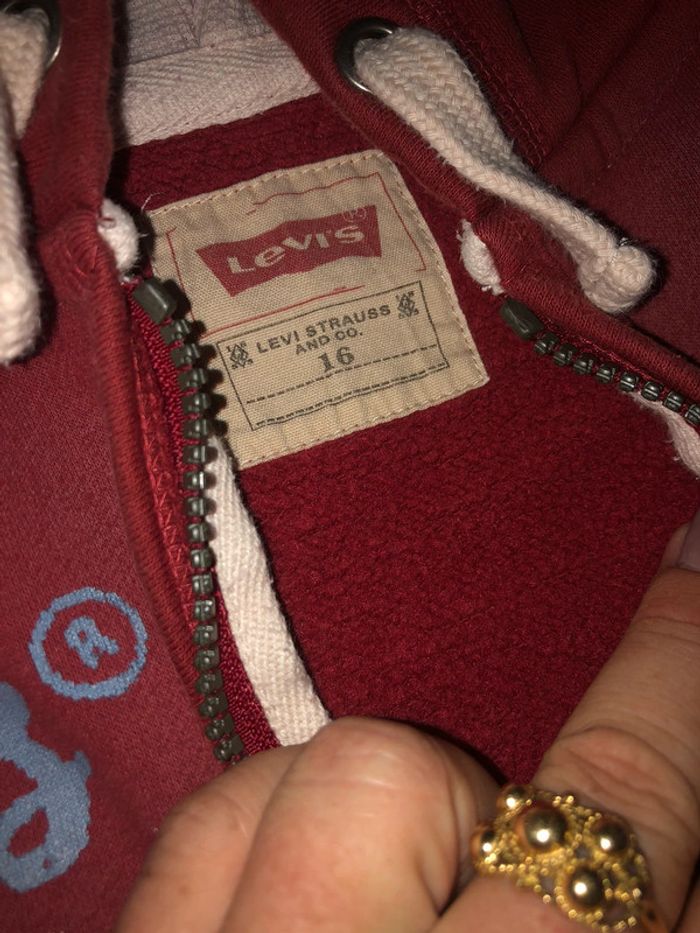 LEVI'S ®
LEVI STRAUSS
AND CO.
16
®